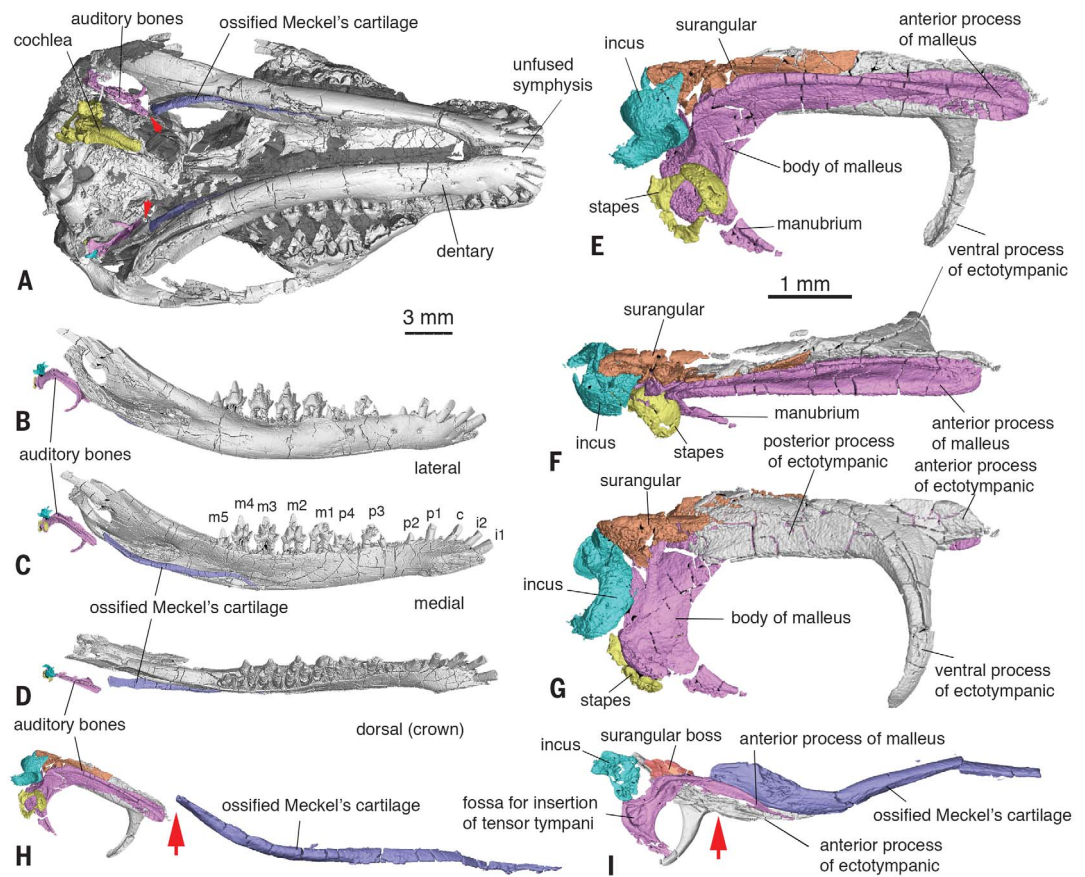 auditory bones
ossified Meckel's cartilage
cochlea
unfused
symphysis
dentary
A
3 mm
B
lateral
auditory bones
m5
m4
m3
m2
m1
p4
p3
p2
p1
c
i2
i1
C
ossified Meckel's cartilage
medial
D
auditory bones
dorsal (crown)
ossified Meckel's cartilage
H
surangular
anterior process
of malleus
incus
body of malleus
stapes
manubrium
E
ventral process
of ectotympanic
1 mm
surangular
manubrium
incus
stapes
anterior process
of malleus
F
posterior process
of ectotympanic
anterior process
of ectotympanic
surangular
incus
body of malleus
G
stapes
ventral process
of ectotympanic
surangular boss
anterior process of malleus
incus
fossa for insertion
of tensor tympani
ossified Meckel's cartilage
anterior process
of ectotympanic
I